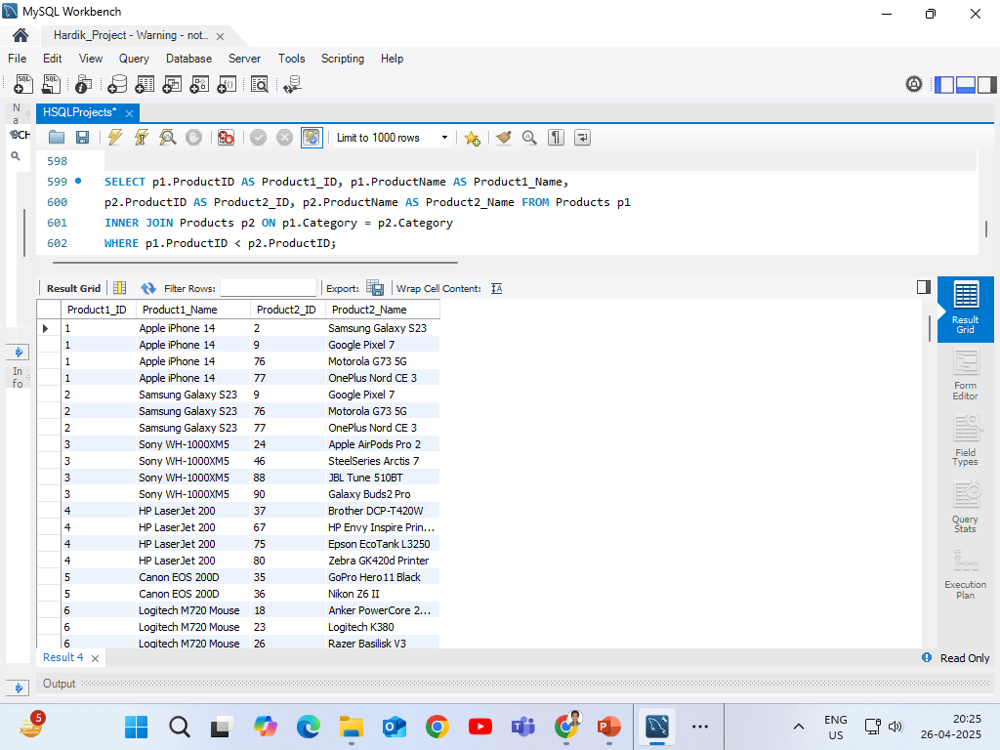 MySQL Workbench
Hardik_Project - Warning - not...
File Edit View Query Database Server Tools Scripting Help
SQL SQL
Na
CH
HSQLProjects*
Limit to 1000 rows
598
599 SELECT p1.ProductID AS Product1_ID, p1.ProductName AS Product1_Name,
600 p2.ProductID AS Product2_ID, p2.ProductName AS Product2_Name FROM Products p1
601 INNER JOIN Products p2 ON p1.Category = p2.Category
602 WHERE p1.ProductID < p2.ProductID;
Result Grid Filter Rows: Export: Wrap Cell Content: IA
Product1_ID Product1_Name Product2_ID Product2_Name
1 Apple iPhone 14 2 Samsung Galaxy S23
1 Apple iPhone 14 9 Google Pixel 7
1 Apple iPhone 14 76 Motorola G73 5G
1 Apple iPhone 14 77 OnePlus Nord CE 3
2 Samsung Galaxy S23 9 Google Pixel 7
2 Samsung Galaxy S23 76 Motorola G73 5G
2 Samsung Galaxy S23 77 OnePlus Nord CE 3
3 Sony WH-1000XM5 24 Apple AirPods Pro 2
3 Sony WH-1000XM5 46 SteelSeries Arctis 7
3 Sony WH-1000XM5 88 JBL Tune 510BT
3 Sony WH-1000XM5 90 Galaxy Buds2 Pro
4 HP LaserJet 200 37 Brother DCP-T420W
4 HP LaserJet 200 67 HP Envy Inspire Prin...
4 HP LaserJet 200 75 Epson EcoTank L3250
4 HP LaserJet 200 80 Zebra GK420d Printer
5 Canon EOS 200D 35 GoPro Hero11 Black
5 Canon EOS 200D 36 Nikon Z6 II
6 Logitech M720 Mouse 18 Anker PowerCore 2...
6 Logitech M720 Mouse 23 Logitech K380
6 Logitech M720 Mouse 26 Razer Basilisk V3
Result
Grid
Form
Editor
Field
Types
Query
Stats
Execution
Plan
In
fo
Result 4
Read Only
Output
5
ENG
US
20:25
26-04-2025